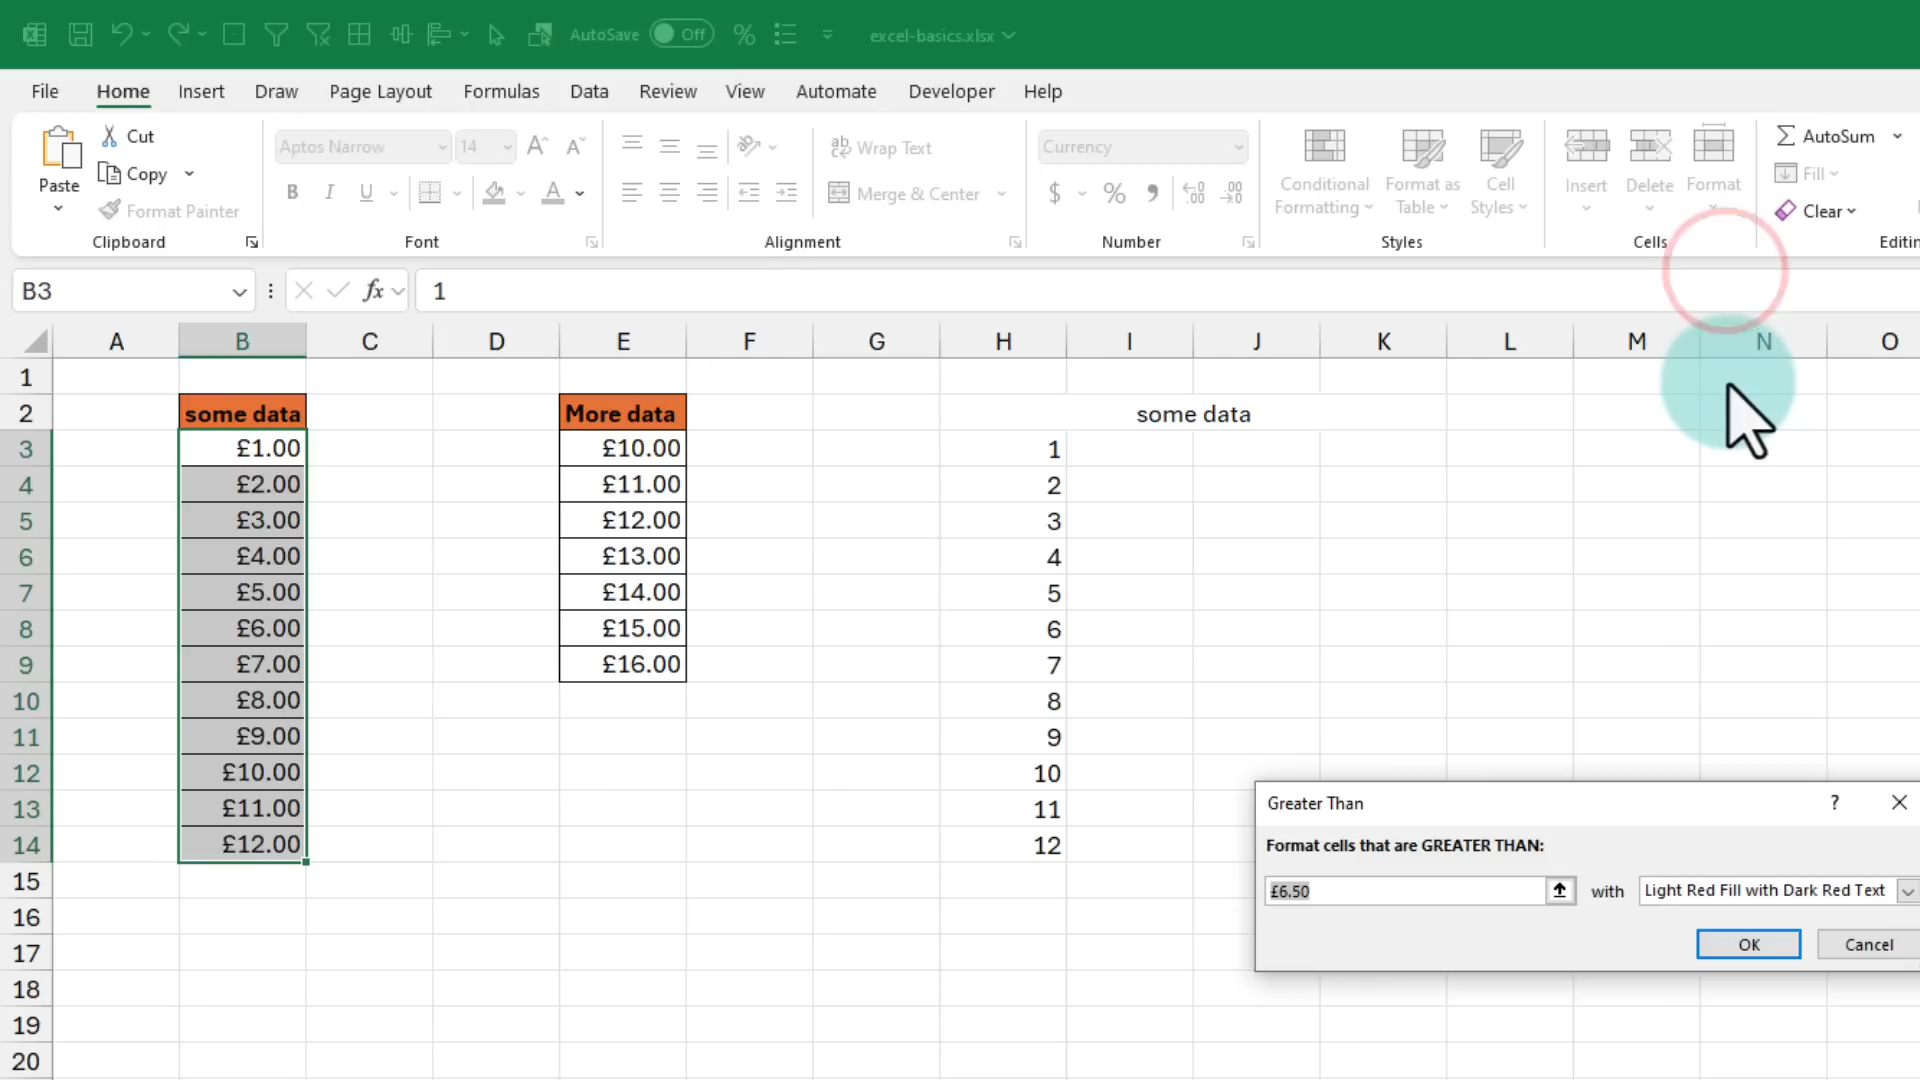 AutoSave Off % excel-basics.xlsx
File Home Insert Draw Page Layout Formulas Data Review View Automate Developer Help
Paste
Cut
Copy
Format Painter
Clipboard
Aptos Narrow 14 A A
B I U A
Font
ab Wrap Text
Merge & Center
Alignment
Currency
$ % 9 .00 .00
Number
Conditional Formatting
Format as Table
Cell Styles
Styles
Insert Delete Format
Cells
AutoSum
Fill
Clear
Editin
B3 fx 1
A B C D E F G H I J K L M N O
1
2 some data More data some data
3 £1.00 £10.00 1
4 £2.00 £11.00 2
5 £3.00 £12.00 3
6 £4.00 £13.00 4
7 £5.00 £14.00 5
8 £6.00 £15.00 6
9 £7.00 £16.00 7
10 £8.00 8
11 £9.00 9
12 £10.00 10
13 £11.00 11
14 £12.00 12
15
16
17
18
19
20
Greater Than ?
Format cells that are GREATER THAN:
£6.50 with Light Red Fill with Dark Red Text
OK Cancel